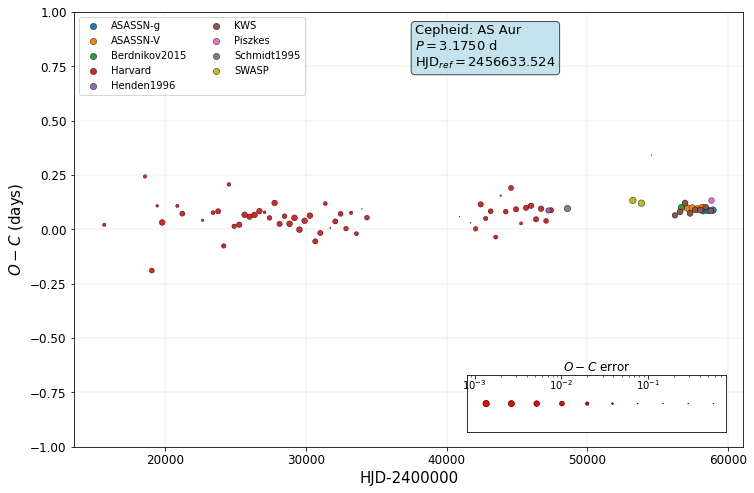 ASASSN-g
ASASSN-V
Berdnikov2015
Harvard
Henden1996
KWS
Piszkes
Schmidt1995
SWASP
Cepheid: AS Aur
P = 3.1750 d
HJD_ref = 2456633.524
1.00
0.75
0.50
0.25
0.00
−0.25
−0.50
−0.75
−1.00
O − C (days)
O − C error
10⁻³ 10⁻² 10⁻¹
20000 30000 40000 50000 60000
HJD-2400000